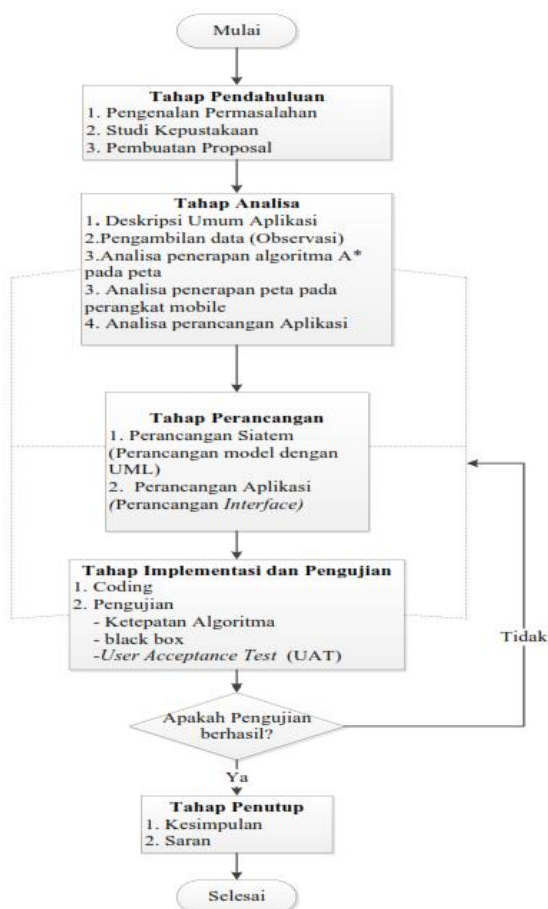 Mulai
Tahap Pendahuluan
1. Pengenalan Permasalahan
2. Studi Kepustakaan
3. Pembuatan Proposal
Tahap Analisa
1. Deskripsi Umum Aplikasi
2.Pengambilan data (Observasi)
3.Analisa penerapan algoritma A*
pada peta
3. Analisa penerapan peta pada
perangkat mobile
4. Analisa perancangan Aplikasi
Tahap Perancangan
1. Perancangan Siatem
(Perancangan model dengan
UML)
2. Perancangan Aplikasi
(Perancangan Interface)
Tahap Implementasi dan Pengujian
1. Coding
2. Pengujian
- Ketepatan Algoritma
- black box
-User Acceptance Test (UAT)
Tidak
Apakah Pengujian
berhasil?
Ya
Tahap Penutup
1. Kesimpulan
2. Saran
Selesai